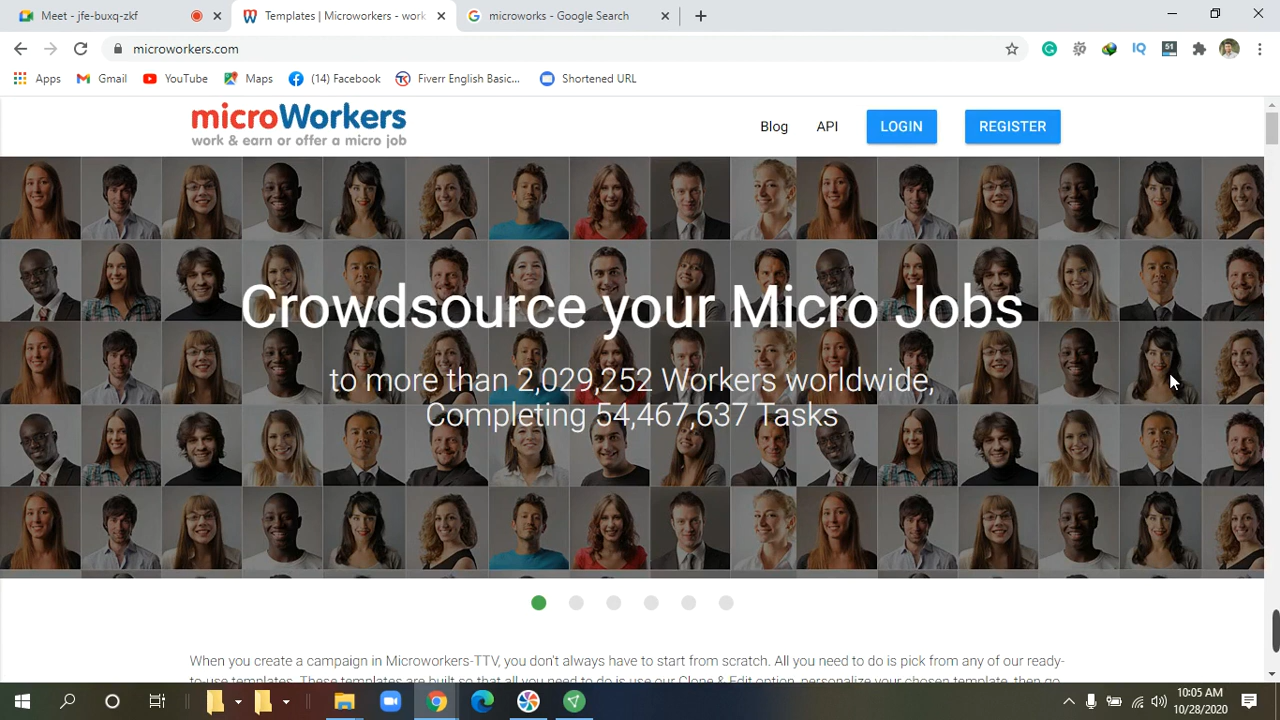 Meet - jfe-buxq-zkf
Templates | Microworkers - work
microworks - Google Search
microworkers.com
51
Apps
Gmail
YouTube
Maps
(14) Facebook
Fiverr English Basic...
Shortened URL
microWorkers
work & earn or offer a micro job
Blog
API
LOGIN
REGISTER
Crowdsource your Micro Jobs
to more than 2,029,252 Workers worldwide,
Completing 54,467,637 Tasks
When you create a campaign in Microworkers-TTV, you don't always have to start from scratch. All you need to do is pick from any of our ready-
to-use templates. These templates are built so that all you need to do is use our Clone & Edit option, personalize your chosen template, then go
10:05 AM
10/28/2020